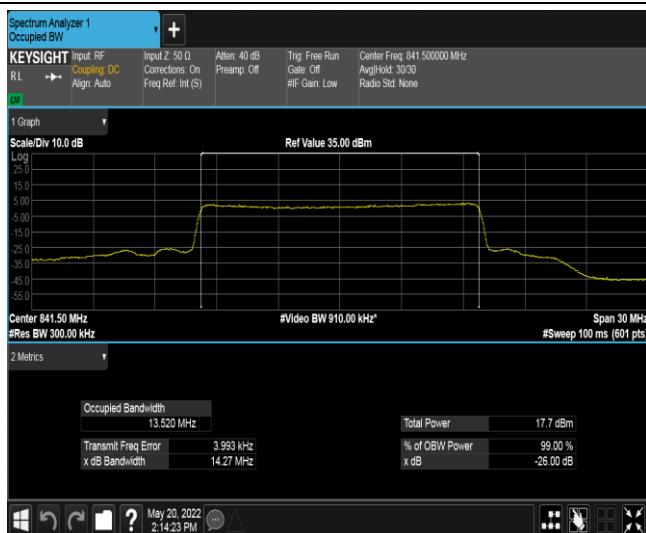 Spectrum Analyzer 1
Occupied BW
+
KEYSIGHT Input: RF Input Z: 50 Ω Atten: 40 dB Trig: Free Run Center Freq: 841.500000 MHz
RL Coupling: DC Corrections: On Preamp: Off Gate: Off Avg|Hold: 30/30
Align: Auto Freq Ref: Int (S) #IF Gain: Low Radio Std: None
1 Graph
Scale/Div 10.0 dB Ref Value 35.00 dBm
Log
25.0
15.0
5.00
-5.00
-15.0
-25.0
-35.0
-45.0
-55.0
Center 841.50 MHz #Video BW 910.00 kHz* Span 30 MHz
#Res BW 300.00 kHz #Sweep 100 ms (601 pts)
2 Metrics
Occupied Bandwidth
13.520 MHz Total Power 17.7 dBm
Transmit Freq Error 3.993 kHz % of OBW Power 99.00 %
x dB Bandwidth 14.27 MHz x dB -26.00 dB
? May 20, 2022
2:14:23 PM